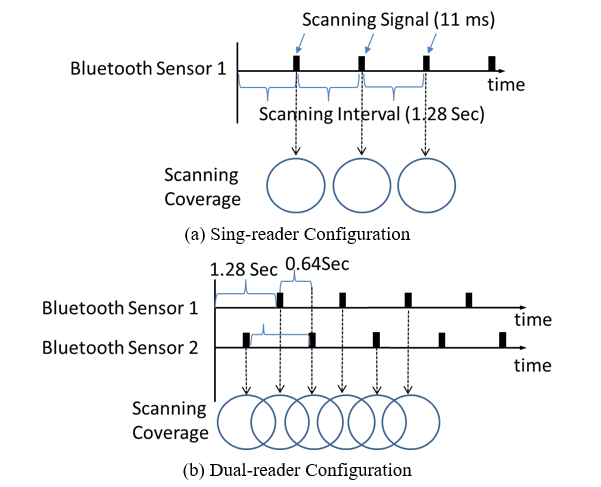 Scanning Signal (11 ms)
Bluetooth Sensor 1
time
Scanning Interval (1.28 Sec)
Scanning
Coverage
(a) Sing-reader Configuration
1.28 Sec
0.64Sec
Bluetooth Sensor 1
time
Bluetooth Sensor 2
time
Scanning
Coverage
(b) Dual-reader Configuration